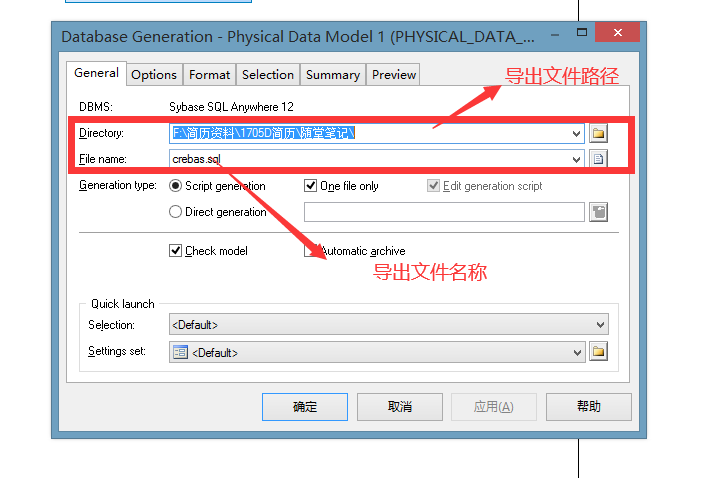 Database Generation - Physical Data Model 1 (PHYSICAL_DATA_...
General Options Format Selection Summary Preview
导出文件路径
DBMS: Sybase SQL Anywhere 12
Directory: F:\简历资料\1705D简历\随堂笔记\
File name: crebas.sql
Generation type: Script generation One file only Edit generation script
Direct generation
Check model Automatic archive
导出文件名称
Quick launch
Selection: <Default>
Settings set: <Default>
确定 取消 应用(A) 帮助